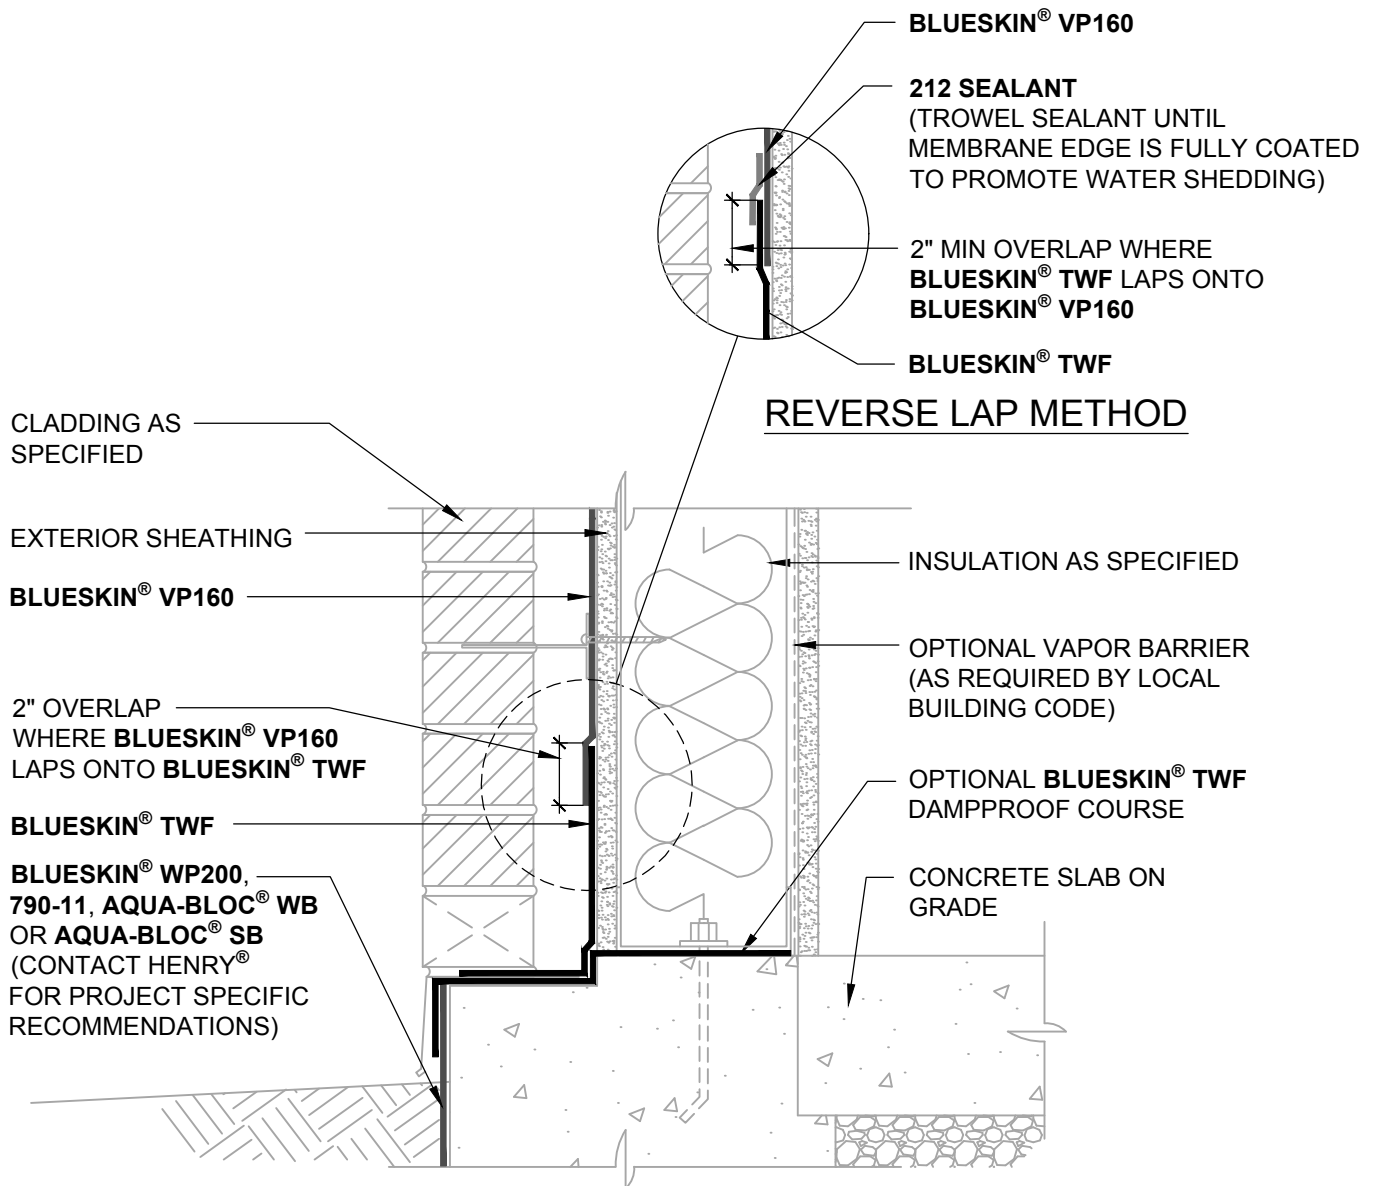 BLUESKIN® VP160
212 SEALANT
(TROWEL SEALANT UNTIL
MEMBRANE EDGE IS FULLY COATED
TO PROMOTE WATER SHEDDING)
2" MIN OVERLAP WHERE
BLUESKIN® TWF LAPS ONTO
BLUESKIN® VP160
BLUESKIN® TWF
REVERSE LAP METHOD
CLADDING AS
SPECIFIED
EXTERIOR SHEATHING
BLUESKIN® VP160
2" OVERLAP
WHERE BLUESKIN® VP160
LAPS ONTO BLUESKIN® TWF
BLUESKIN® TWF
BLUESKIN® WP200,
790-11, AQUA-BLOC® WB
OR AQUA-BLOC® SB
(CONTACT HENRY®
FOR PROJECT SPECIFIC
RECOMMENDATIONS)
INSULATION AS SPECIFIED
OPTIONAL VAPOR BARRIER
(AS REQUIRED BY LOCAL
BUILDING CODE)
OPTIONAL BLUESKIN® TWF
DAMPPROOF COURSE
CONCRETE SLAB ON
GRADE